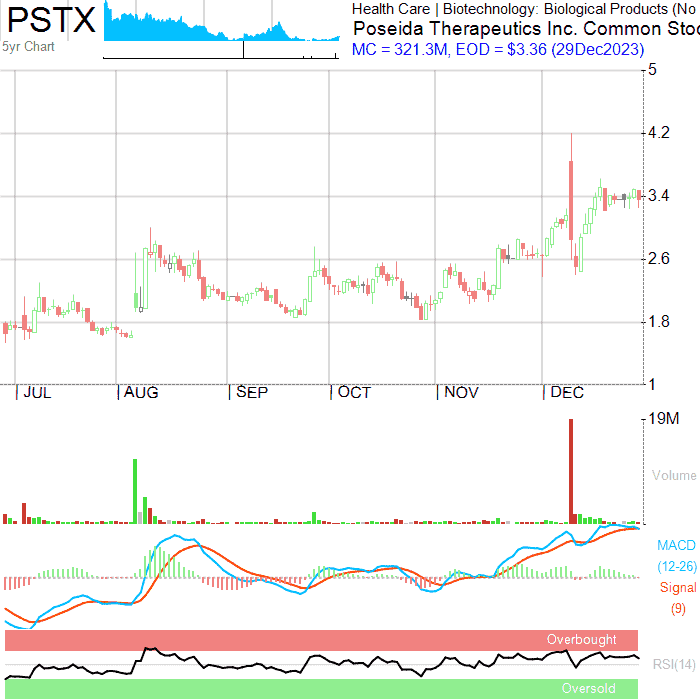 PSTX
5yr Chart
Health Care | Biotechnology: Biological Products (No
Poseida Therapeutics Inc. Common Stoc
MC = 321.3M, EOD = $3.36 (29Dec2023)
5
4.2
3.4
2.6
1.8
1
JUL AUG SEP OCT NOV DEC
19M
Volume
MACD
(12-26)
Signal
(9)
Overbought
RSI(14)
Oversold